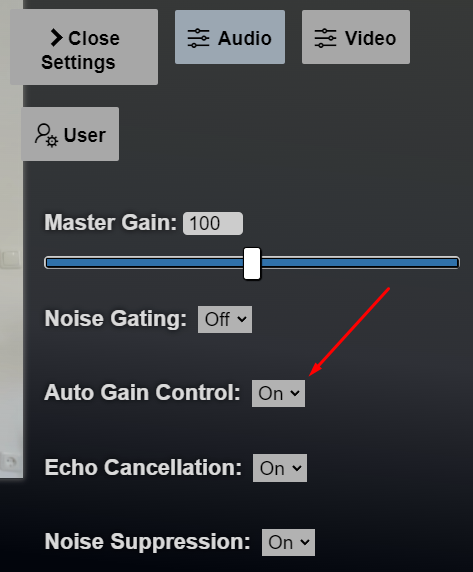 Close
Settings
Audio
Video
User
Master Gain: 100
Noise Gating: Off
Auto Gain Control: On
Echo Cancellation: On
Noise Suppression: On